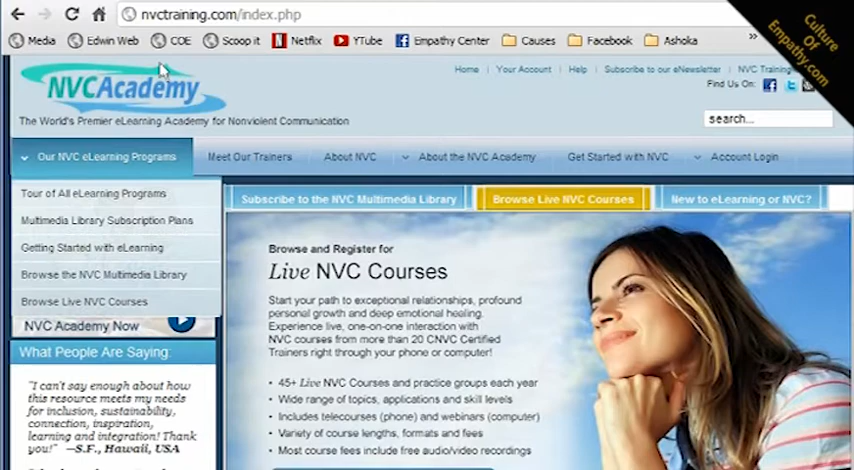 nvctraining.com/index.php
Media Edwin Web COE Scoop it Netflix YTube Empathy Center Causes Facebook Ashoka »
Culture
Of
Empathy.com
Home Your Account Help Subscribe to our eNewsletter NVC Training
Find Us On:
NVCAcademy
The World's Premier eLearning Academy for Nonviolent Communication
search...
Our NVC eLearning Programs Meet Our Trainers About NVC About the NVC Academy Get Started with NVC Account Login
Tour of All eLearning Programs
Multimedia Library Subscription Plans
Getting Started with eLearning
Browse the NVC Multimedia Library
Browse Live NVC Courses
NVC Academy Now
What People Are Saying:
"I can't say enough about how
this resource meets my needs
for inclusion, sustainability,
connection, inspiration,
learning and integration! Thank
you!" —S.F., Hawaii, USA
Subscribe to the NVC Multimedia Library Browse Live NVC Courses New to eLearning or NVC?
Browse and Register for
Live NVC Courses
Start your path to exceptional relationships, profound
personal growth and deep emotional healing.
Experience live, one-on-one interaction with
NVC courses from more than 20 CNVC Certified
Trainers right through your phone or computer!
• 45+ Live NVC Courses and practice groups each year
• Wide range of topics, applications and skill levels
• Includes telecourses (phone) and webinars (computer)
• Variety of course lengths, formats and fees
• Most course fees include free audio/video recordings